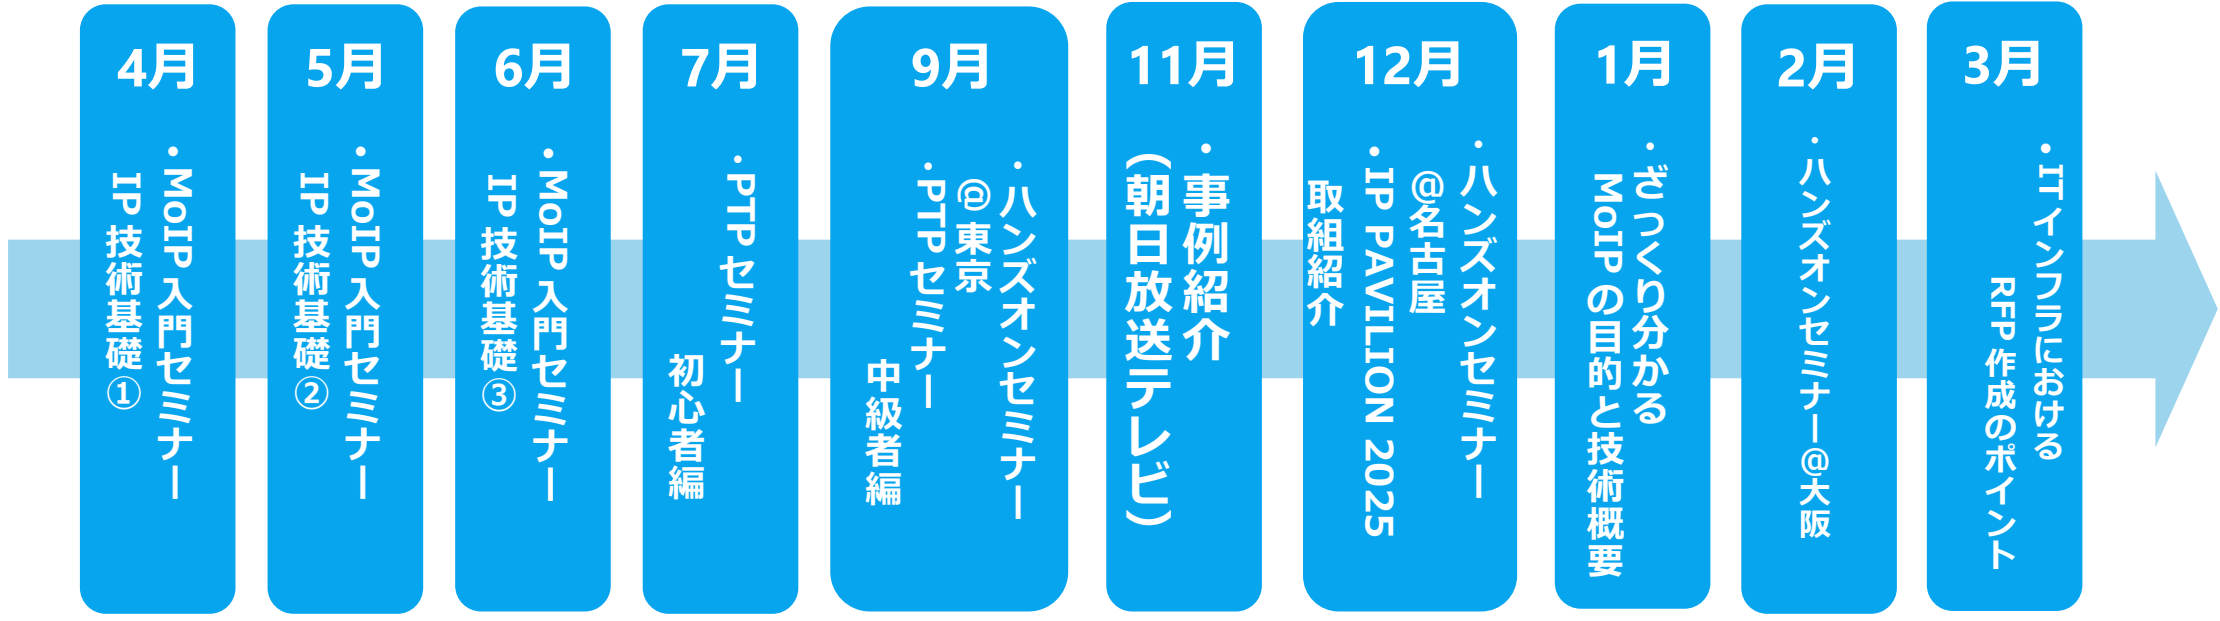 4月
・MoIP 入門セミナー
IP 技術基礎①
5月
・MoIP 入門セミナー
IP 技術基礎②
6月
・MoIP 入門セミナー
IP 技術基礎③
7月
・PTP セミナー
初心者編
9月
・ハンズオンセミナー
@東京
・PTP セミナー
中級者編
11月
・事例紹介
（朝日放送テレビ）
12月
・ハンズオンセミナー
@名古屋
・IP PAVILION 2025
取組紹介
1月
・ざっくり分かる
MoIP の目的と技術概要
2月
・ハンズオンセミナー@大阪
3月
・IT インフラにおける
RFP 作成のポイント